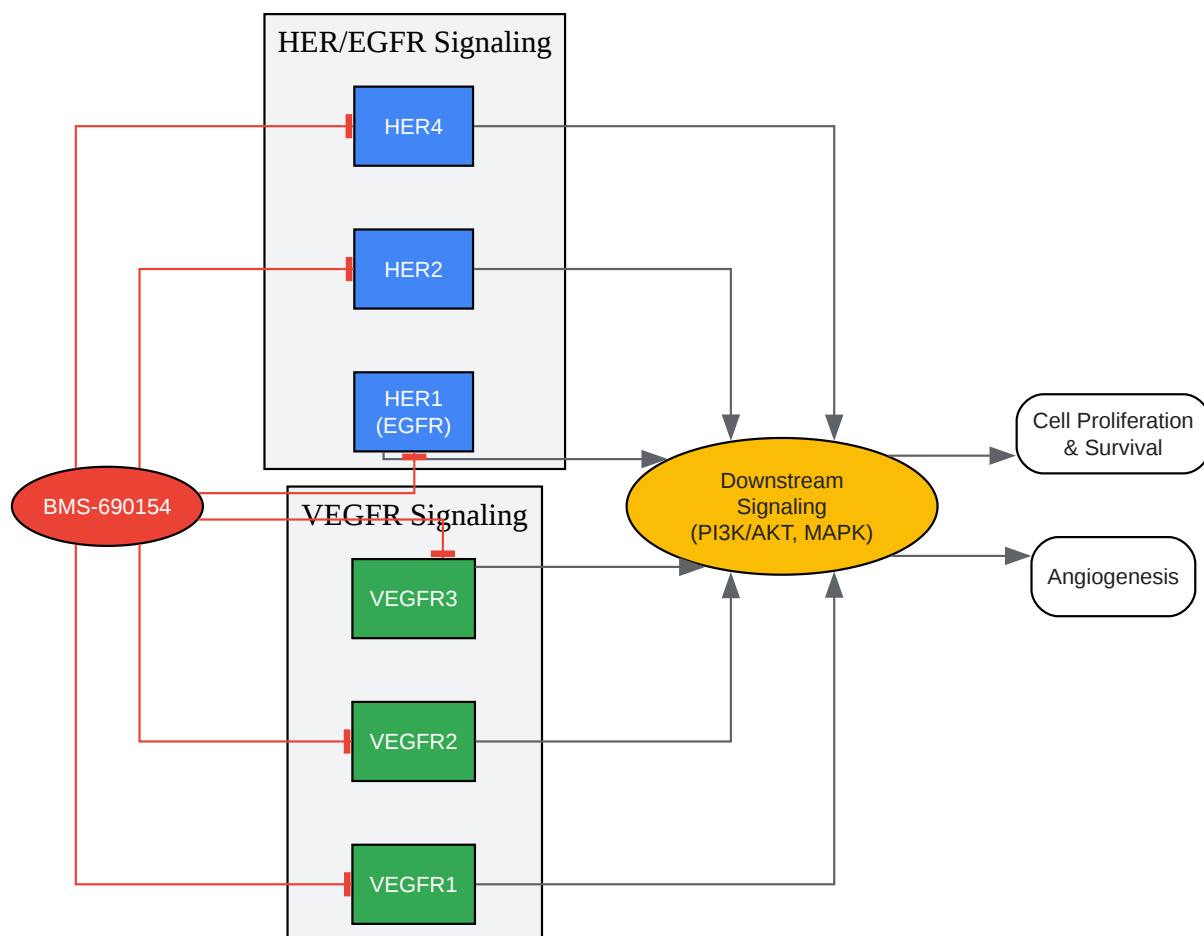 HER/EGFR Signaling
HER4
HER2
HER1
(EGFR)
BMS-690154
VEGFR Signaling
VEGFR3
VEGFR2
VEGFR1
Downstream
Signaling
(PI3K/AKT, MAPK)
Cell Proliferation
& Survival
Angiogenesis